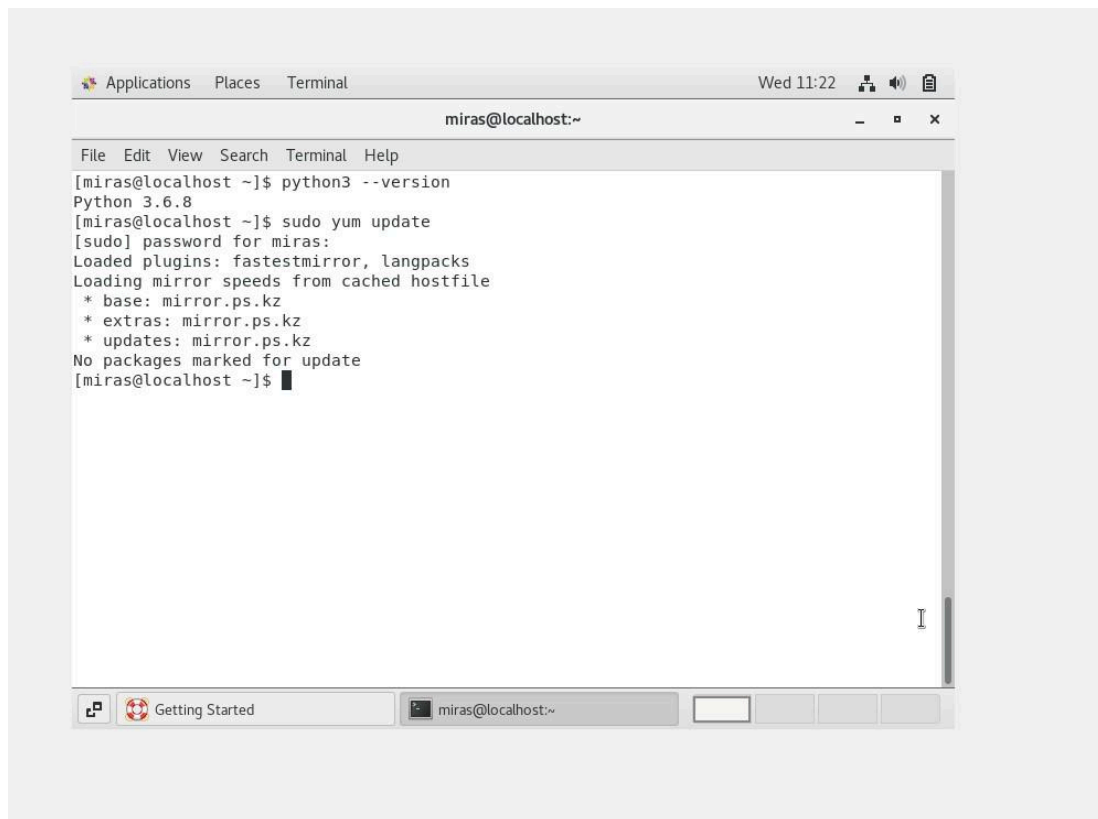 Applications Places Terminal Wed 11:22
miras@localhost:~
File Edit View Search Terminal Help
[miras@localhost ~]$ python3 --version
Python 3.6.8
[miras@localhost ~]$ sudo yum update
[sudo] password for miras:
Loaded plugins: fastestmirror, langpacks
Loading mirror speeds from cached hostfile
 * base: mirror.ps.kz
 * extras: mirror.ps.kz
 * updates: mirror.ps.kz
No packages marked for update
[miras@localhost ~]$
Getting Started miras@localhost:~